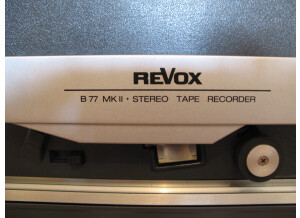 REVOX
B 77 MK II • STEREO TAPE RECORDER